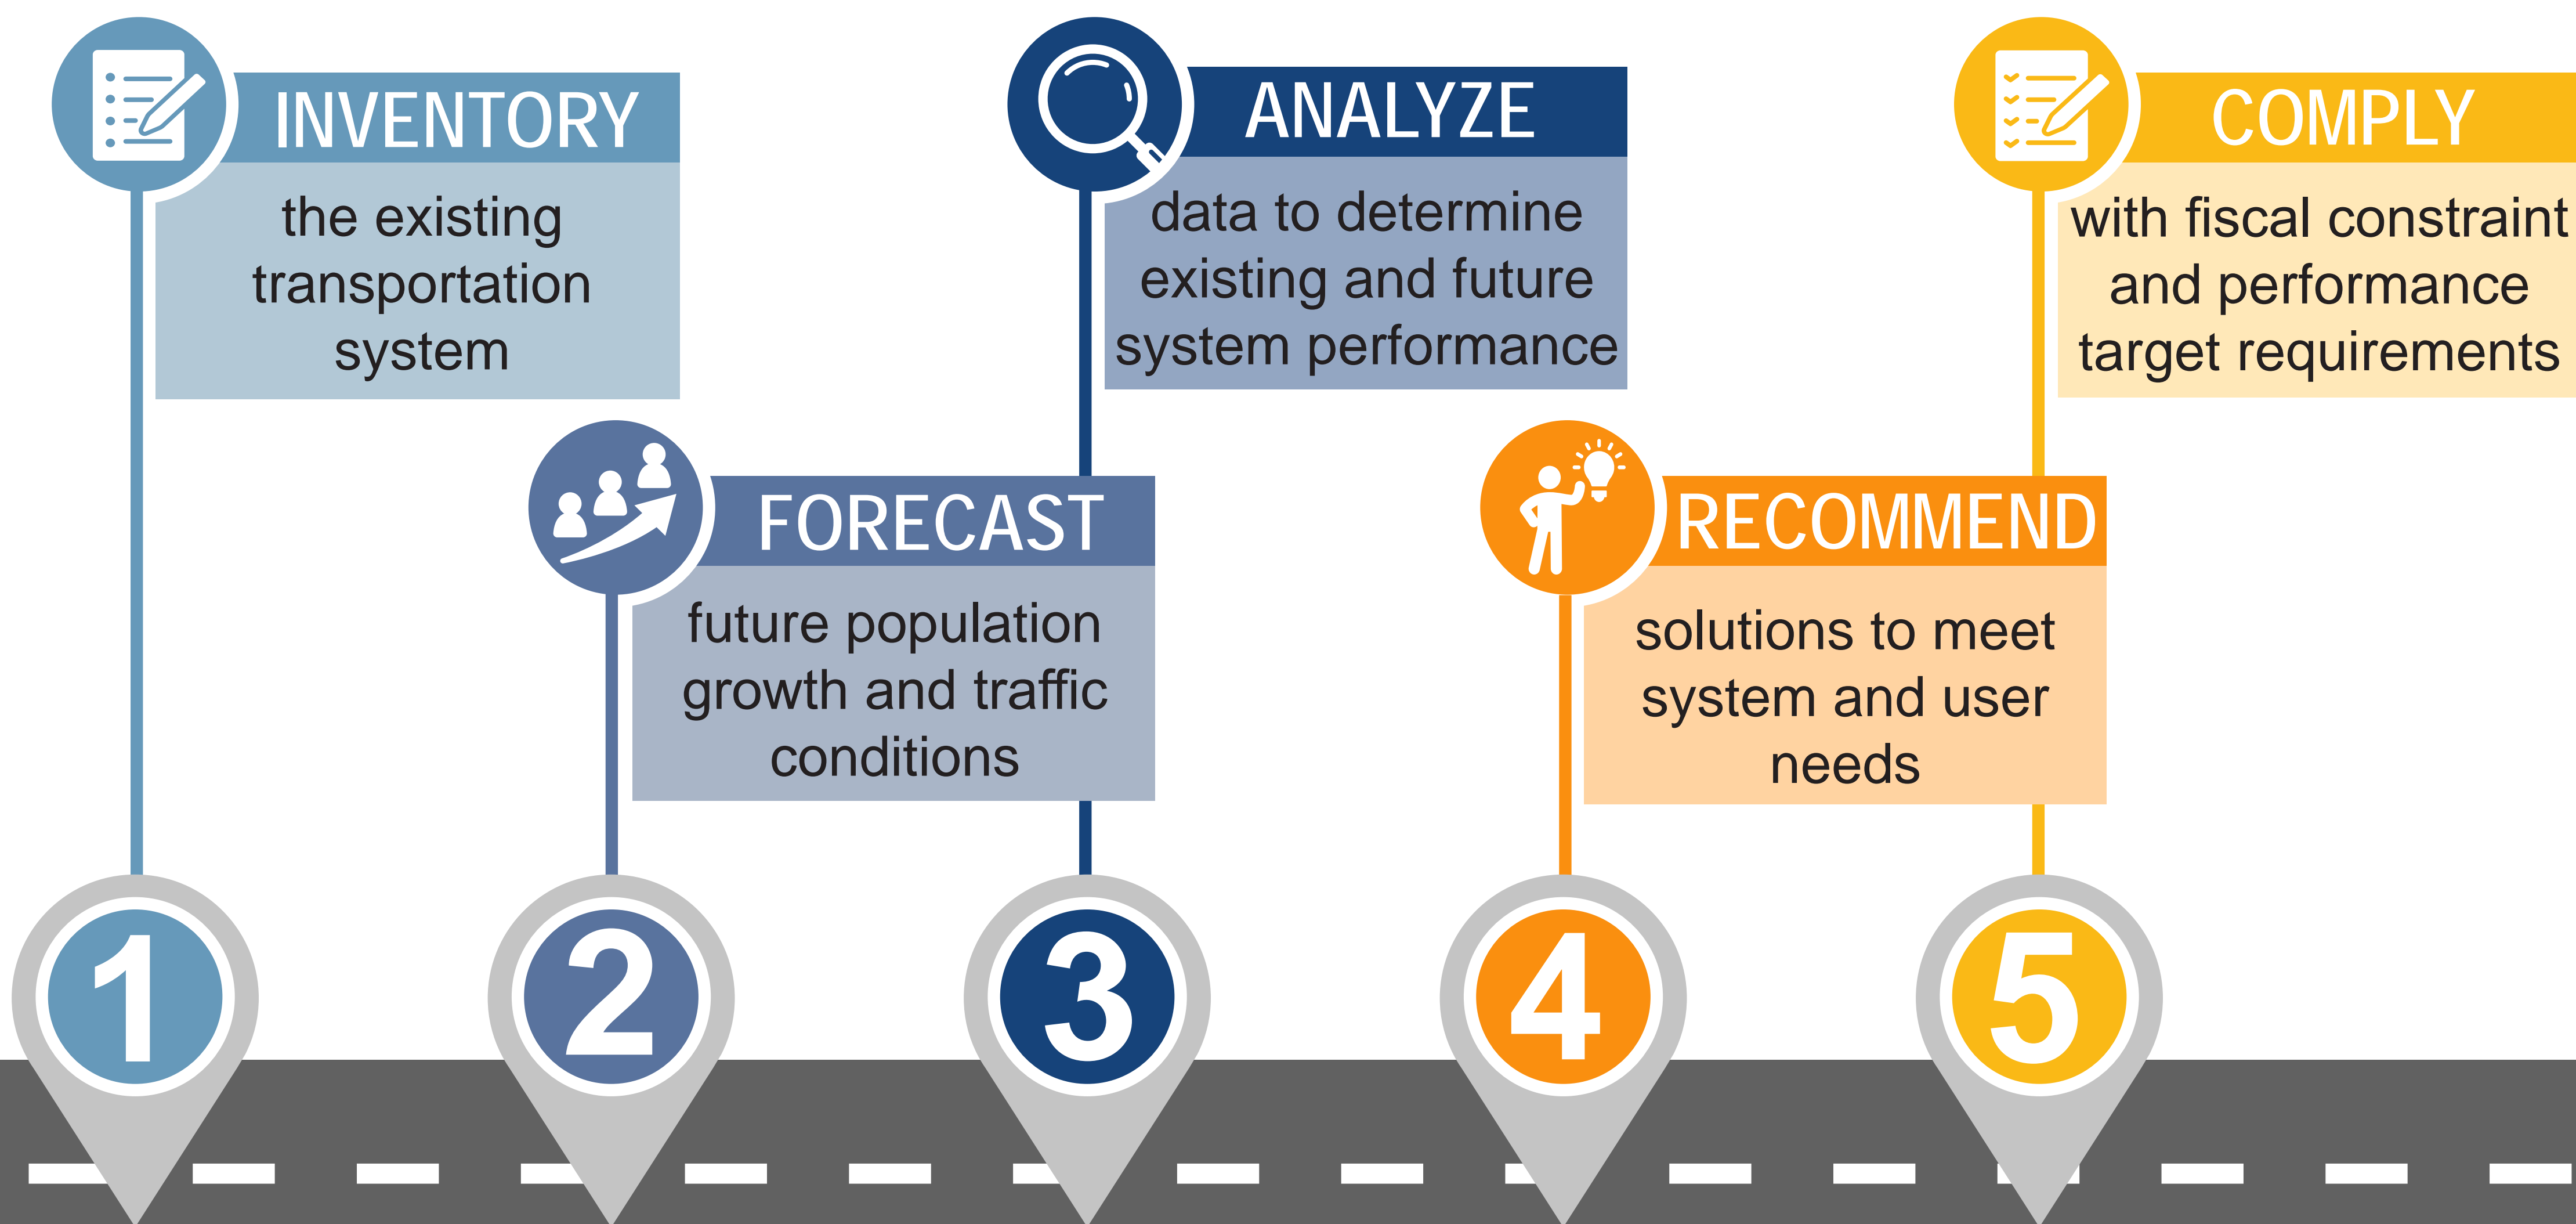 INVENTORY
the existing
transportation
system
FORECAST
future population
growth and traffic
conditions
ANALYZE
data to determine
existing and future
system performance
RECOMMEND
solutions to meet
system and user
needs
COMPLY
with fiscal constraint
and performance
target requirements
1
2
3
4
5